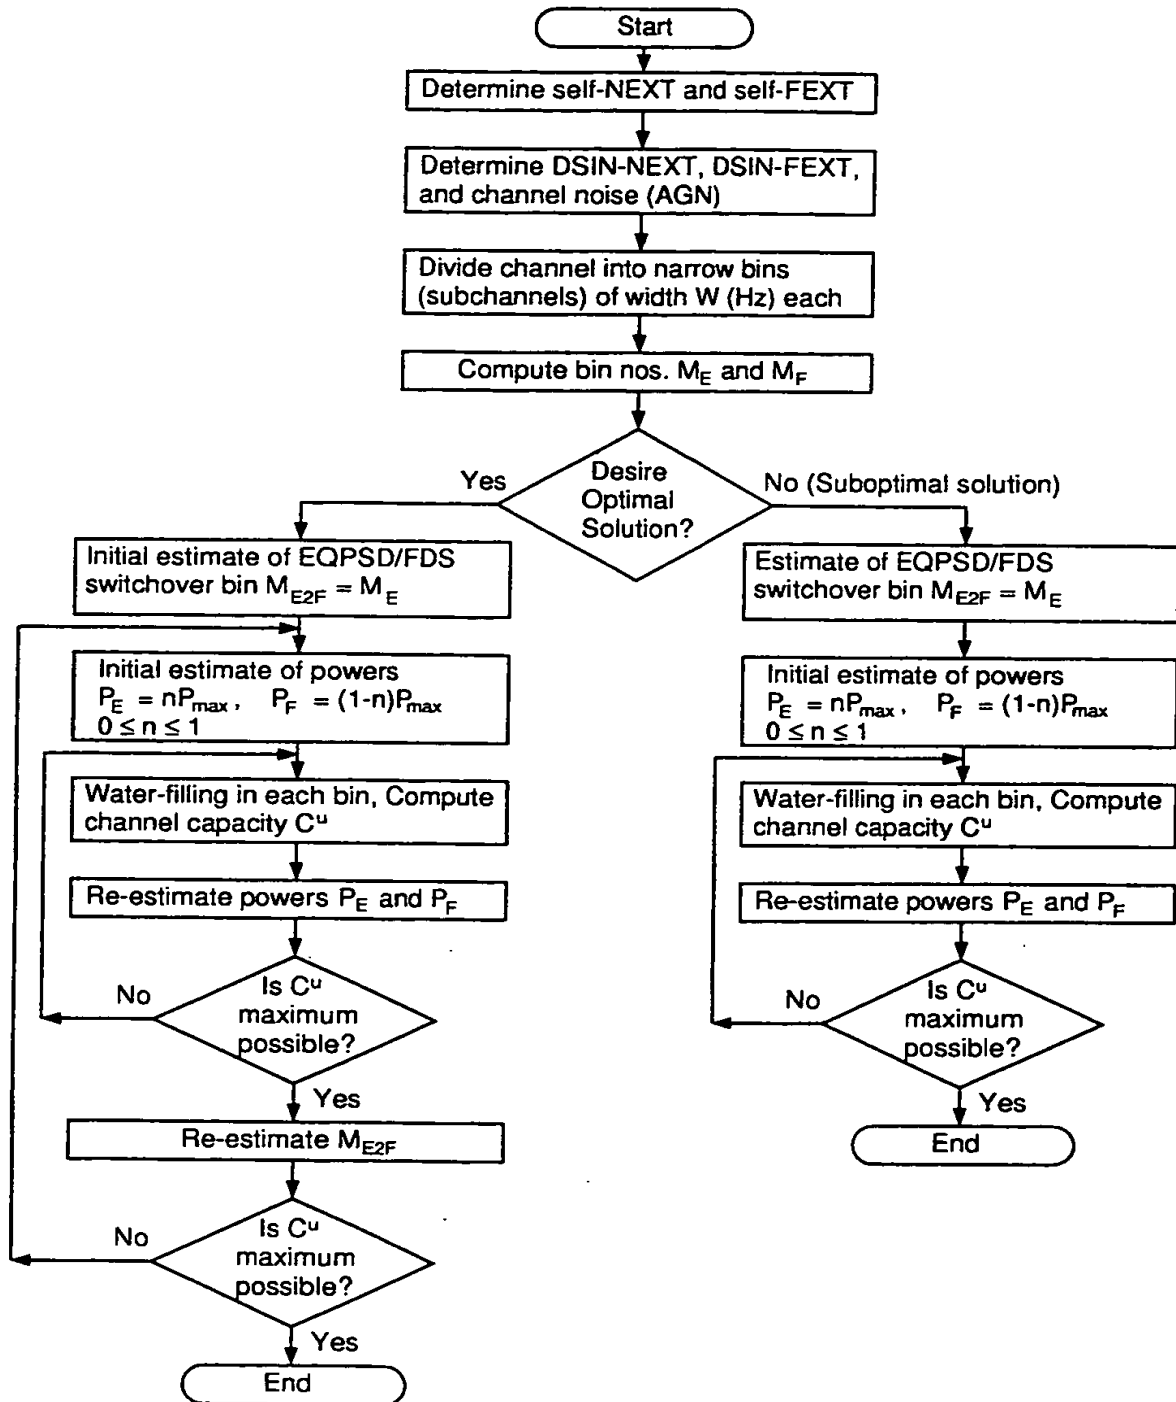 Start
Determine self-NEXT and self-FEXT
Determine DSIN-NEXT, DSIN-FEXT,
and channel noise (AGN)
Divide channel into narrow bins
(subchannels) of width W (Hz) each
Compute bin nos. M_E and M_F
Desire
Optimal
Solution?
Yes
No (Suboptimal solution)
Initial estimate of EQPSD/FDS
switchover bin M_E2F = M_E
Initial estimate of powers
P_E = nP_max, P_F = (1-n)P_max
0 ≤ n ≤ 1
Water-filling in each bin, Compute
channel capacity C^u
Re-estimate powers P_E and P_F
Is C^u
maximum
possible?
No
Yes
Re-estimate M_E2F
Is C^u
maximum
possible?
No
Yes
End
Estimate of EQPSD/FDS
switchover bin M_E2F = M_E
Initial estimate of powers
P_E = nP_max, P_F = (1-n)P_max
0 ≤ n ≤ 1
Water-filling in each bin, Compute
channel capacity C^u
Re-estimate powers P_E and P_F
Is C^u
maximum
possible?
No
Yes
End